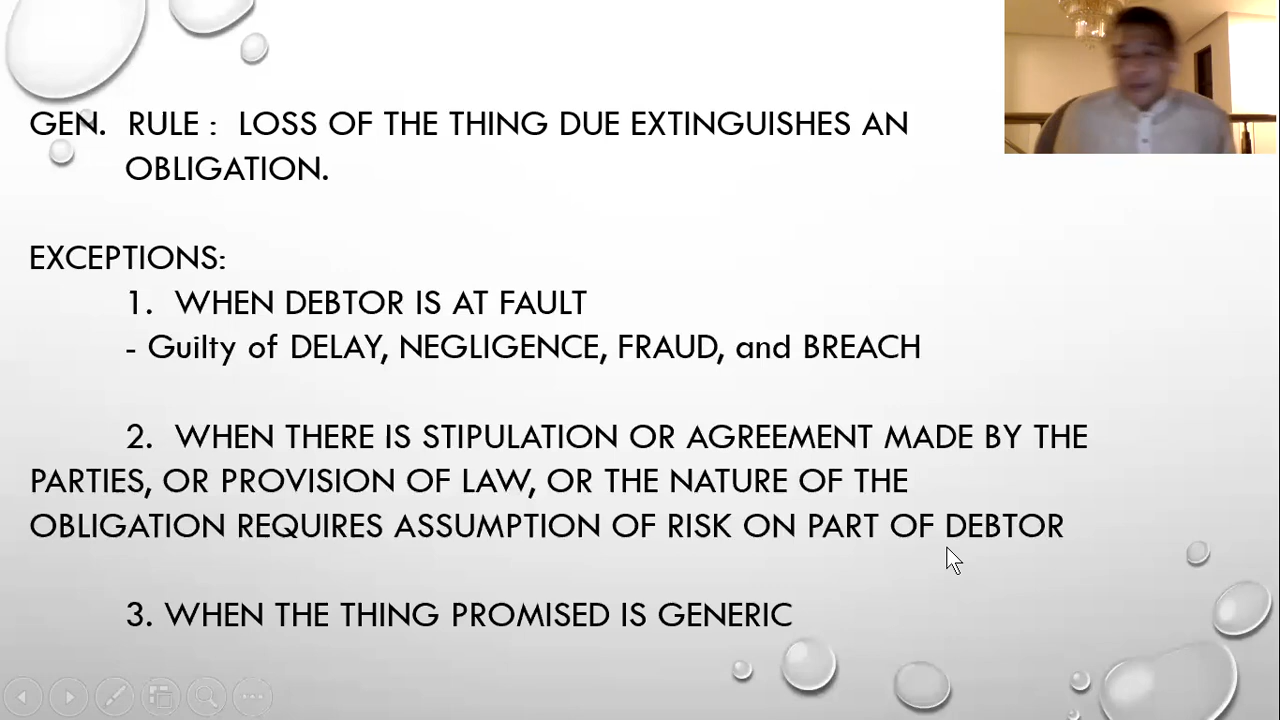 GEN. RULE : LOSS OF THE THING DUE EXTINGUISHES AN
OBLIGATION.
EXCEPTIONS:
1. WHEN DEBTOR IS AT FAULT
- Guilty of DELAY, NEGLIGENCE, FRAUD, and BREACH
2. WHEN THERE IS STIPULATION OR AGREEMENT MADE BY THE
PARTIES, OR PROVISION OF LAW, OR THE NATURE OF THE
OBLIGATION REQUIRES ASSUMPTION OF RISK ON PART OF DEBTOR
3. WHEN THE THING PROMISED IS GENERIC